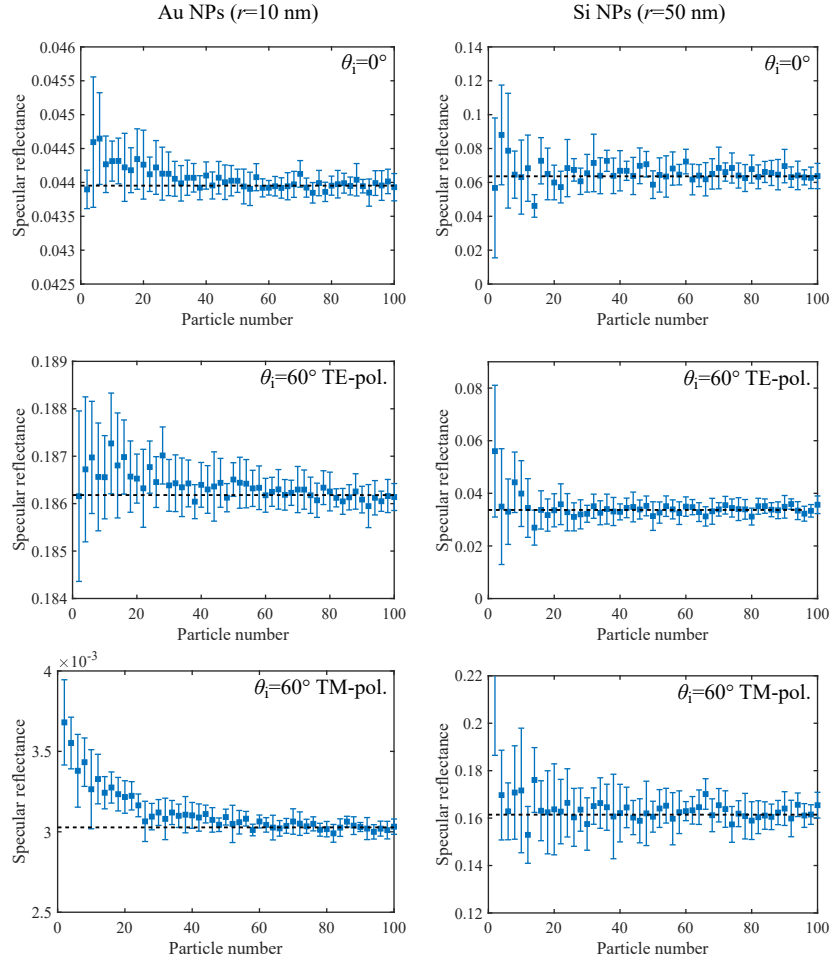 Au NPs (r=10 nm)
Si NPs (r=50 nm)
θi=0°
0.046
0.0455
0.045
0.0445
0.044
0.0435
0.043
0.0425
Specular reflectance
0 20 40 60 80 100
Particle number
θi=0°
0.14
0.12
0.1
0.08
0.06
0.04
0.02
0
Specular reflectance
0 20 40 60 80 100
Particle number
θi=60° TE-pol.
0.189
0.188
0.187
0.186
0.185
0.184
Specular reflectance
0 20 40 60 80 100
Particle number
θi=60° TE-pol.
0.08
0.06
0.04
0.02
0
Specular reflectance
0 20 40 60 80 100
Particle number
×10-3
θi=60° TM-pol.
4
3.5
3
2.5
Specular reflectance
0 20 40 60 80 100
Particle number
θi=60° TM-pol.
0.22
0.2
0.18
0.16
0.14
0.12
Specular reflectance
0 20 40 60 80 100
Particle number